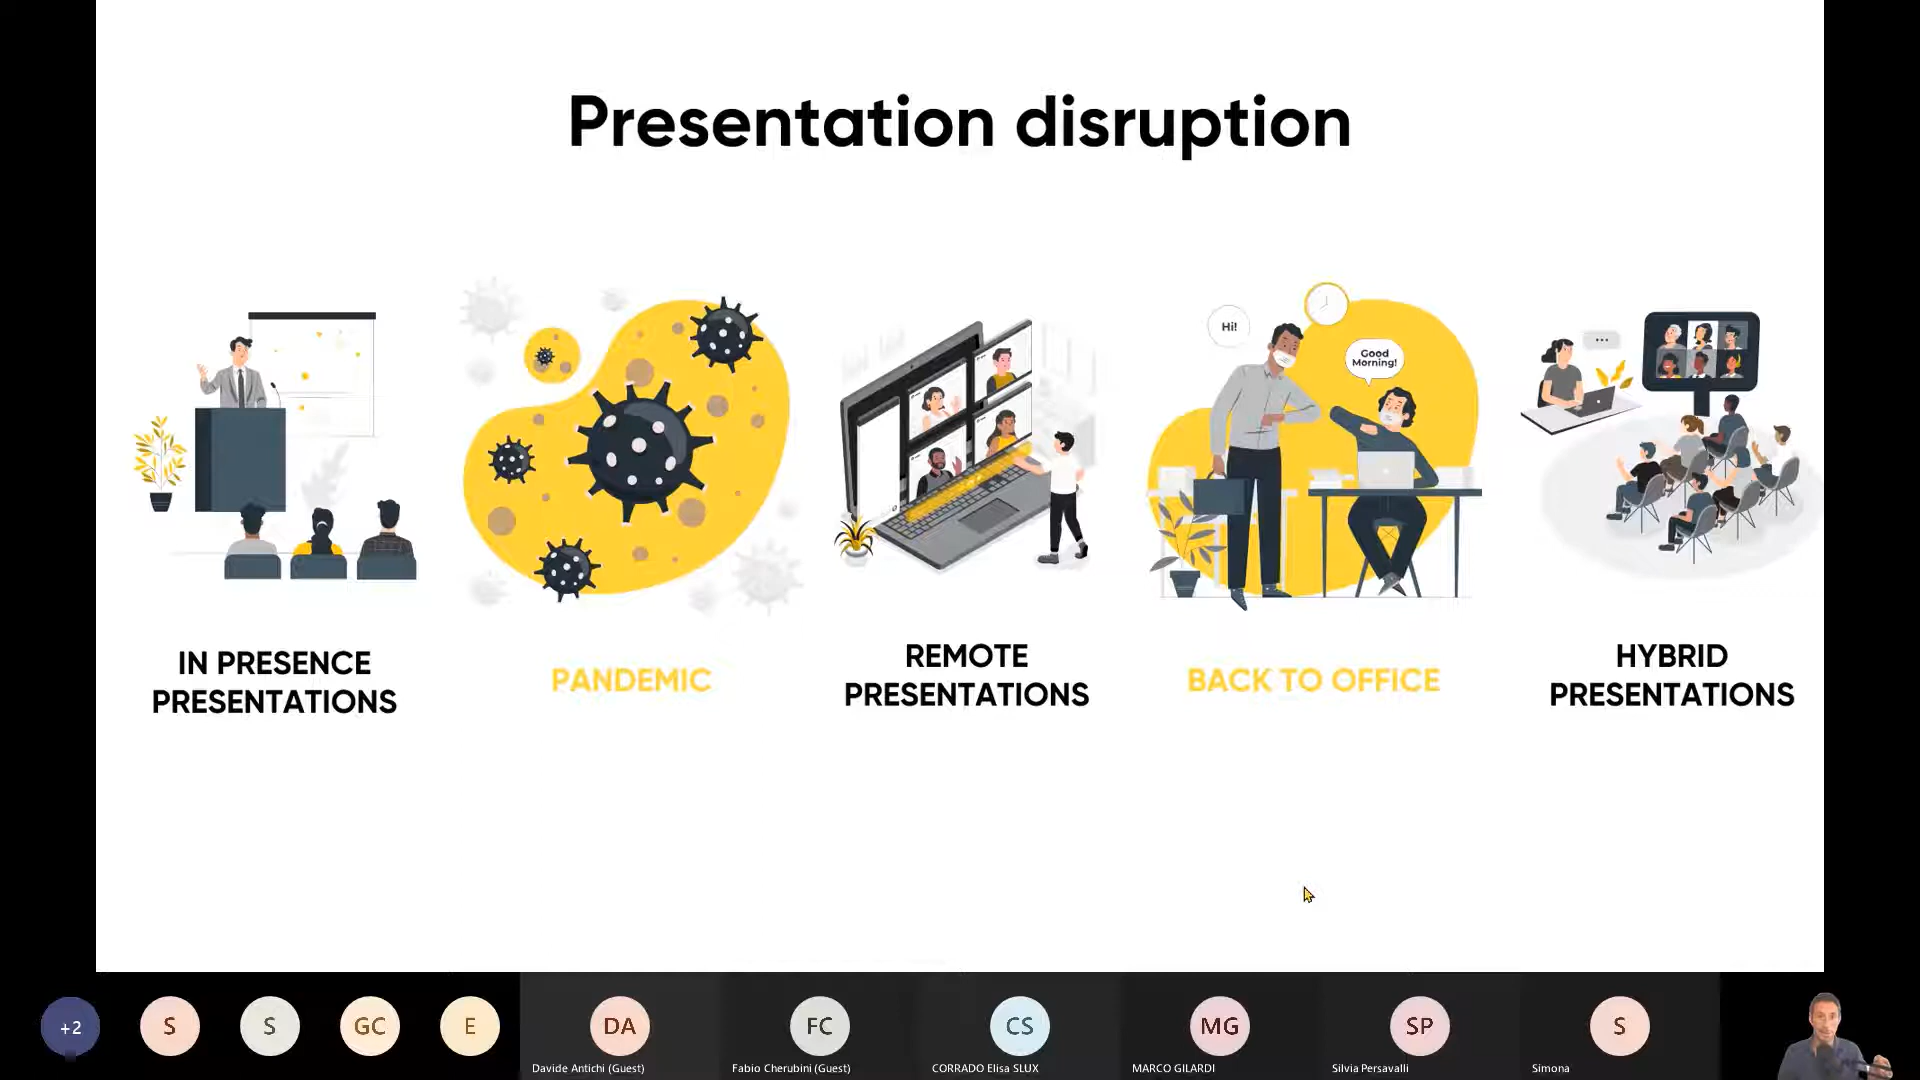 Presentation disruption
Hi!
Good
Morning!
IN PRESENCE
PRESENTATIONS
PANDEMIC
REMOTE
PRESENTATIONS
BACK TO OFFICE
HYBRID
PRESENTATIONS
+2
S
S
GC
E
DA
FC
CS
MG
SP
S
Davide Antichi (Guest)
Fabio Cherubini (Guest)
CORRADO Elisa SLUX
MARCO GILARDI
Silvia Persavalli
Simona